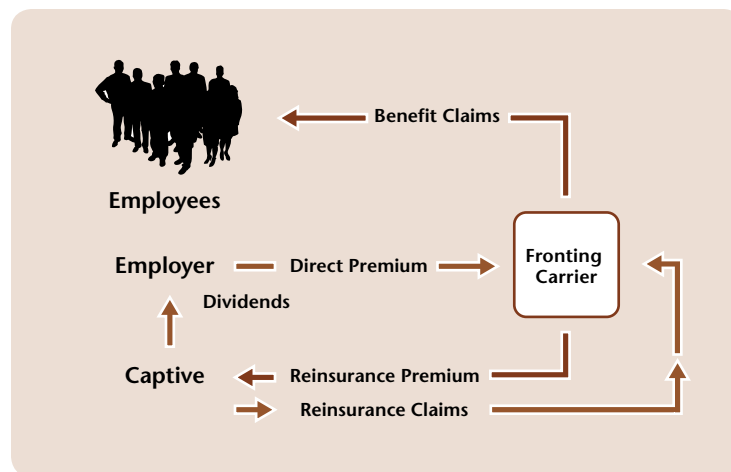 Benefit Claims
Employees
Employer
Direct Premium
Fronting
Carrier
Dividends
Captive
Reinsurance Premium
Reinsurance Claims